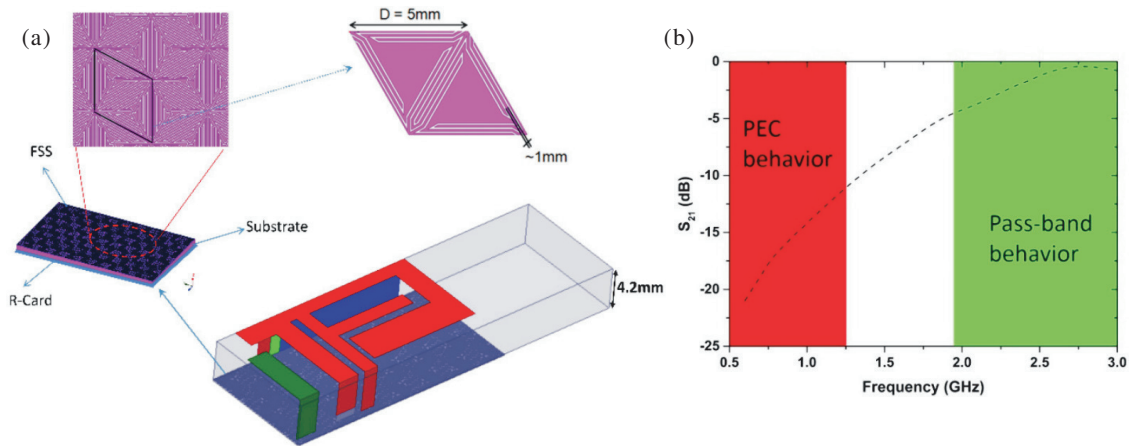 (a)
D = 5mm
~1mm
FSS
Substrate
R-Card
4.2mm
(b)
S21 (dB)
0
-5
-10
-15
-20
-25
PEC
behavior
Pass-band
behavior
0.5 1.0 1.5 2.0 2.5 3.0
Frequency (GHz)